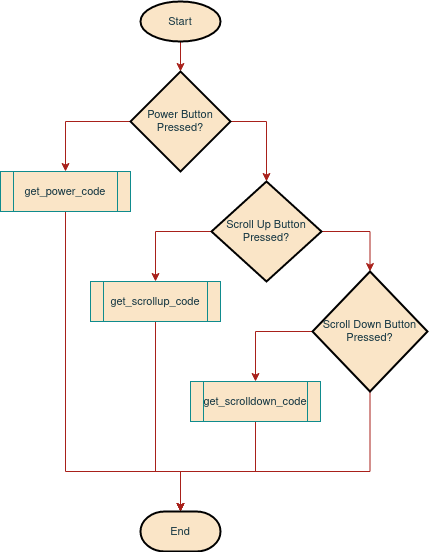 Start
Power Button
Pressed?
get_power_code
Scroll Up Button
Pressed?
get_scrollup_code
Scroll Down Button
Pressed?
get_scrolldown_code
End